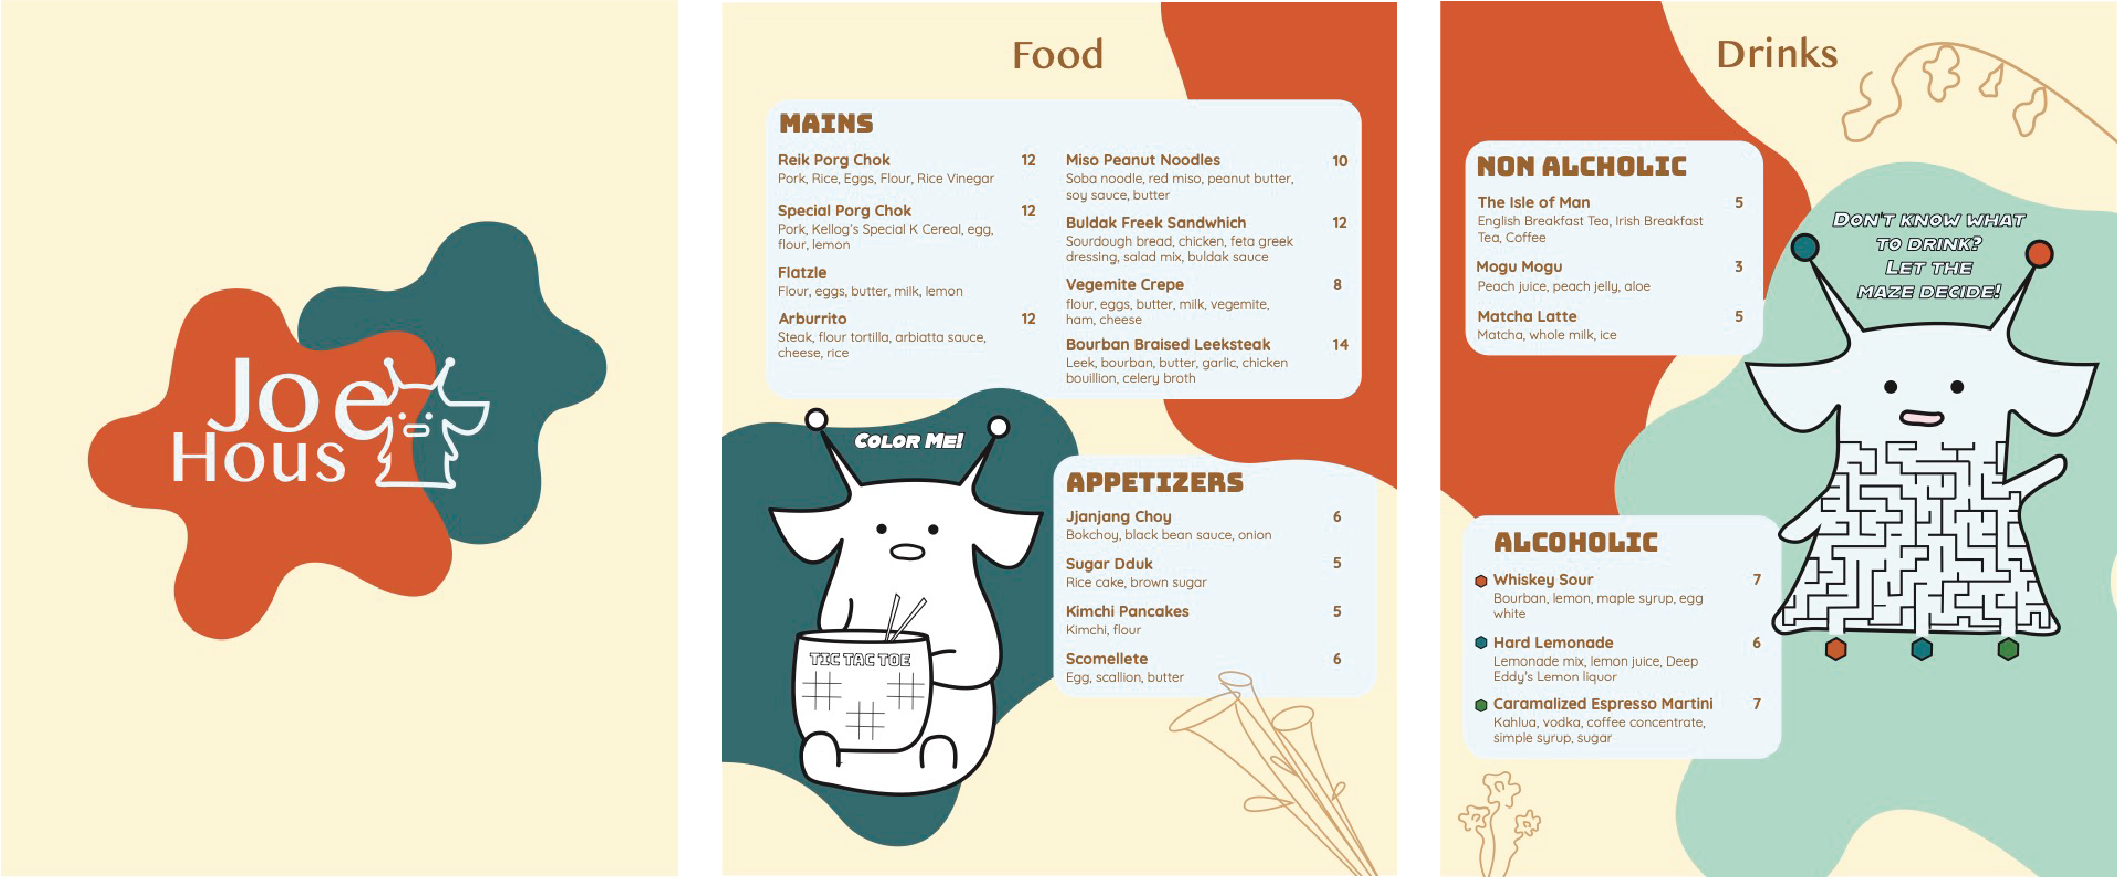 Joe
Hous
Food
MAINS
Reik Porg Chok 12
Pork, Rice, Eggs, Flour, Rice Vinegar
Special Porg Chok 12
Pork, Kellog's Special K Cereal, egg,
flour, lemon
Flatzle
Flour, eggs, butter, milk, lemon
Arburrito 12
Steak, flour tortilla, arbiatta sauce,
cheese, rice
Miso Peanut Noodles 10
Soba noodle, red miso, peanut butter,
soy sauce, butter
Buldak Freek Sandwhich 12
Sourdough bread, chicken, feta greek
dressing, salad mix, buldak sauce
Vegemite Crepe 8
flour, eggs, butter, milk, vegemite,
ham, cheese
Bourban Braised Leeksteak 14
Leek, bourban, butter, garlic, chicken
bouillion, celery broth
Color Me!
TIC TAC TOE
APPETIZERS
Jjanjang Choy 6
Bokchoy, black bean sauce, onion
Sugar Dduk 5
Rice cake, brown sugar
Kimchi Pancakes 5
Kimchi, flour
Scomellete 6
Egg, scallion, butter
Drinks
NON ALCHOLIC
The Isle of Man 5
English Breakfast Tea, Irish Breakfast
Tea, Coffee
Mogu Mogu 3
Peach juice, peach jelly, aloe
Matcha Latte 5
Matcha, whole milk, ice
Don't know what
to drink?
Let the
maze decide!
ALCOHOLIC
Whiskey Sour 7
Bourban, lemon, maple syrup, egg
white
Hard Lemonade 6
Lemonade mix, lemon juice, Deep
Eddy's Lemon liquor
Caramalized Espresso Martini 7
Kahlua, vodka, coffee concentrate,
simple syrup, sugar